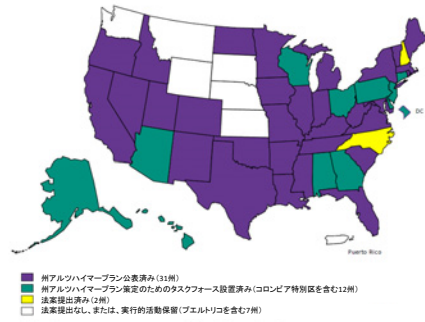 DC
Puerto Rico
州アルツハイマープラン公表済み(31州)
州アルツハイマープラン策定のためのタスクフォース設置済み(コロンビア特別区を含む12州)
法案提出済み(2州)
法案提出なし、または、実行的活動保留(プエルトリコを含む7州)